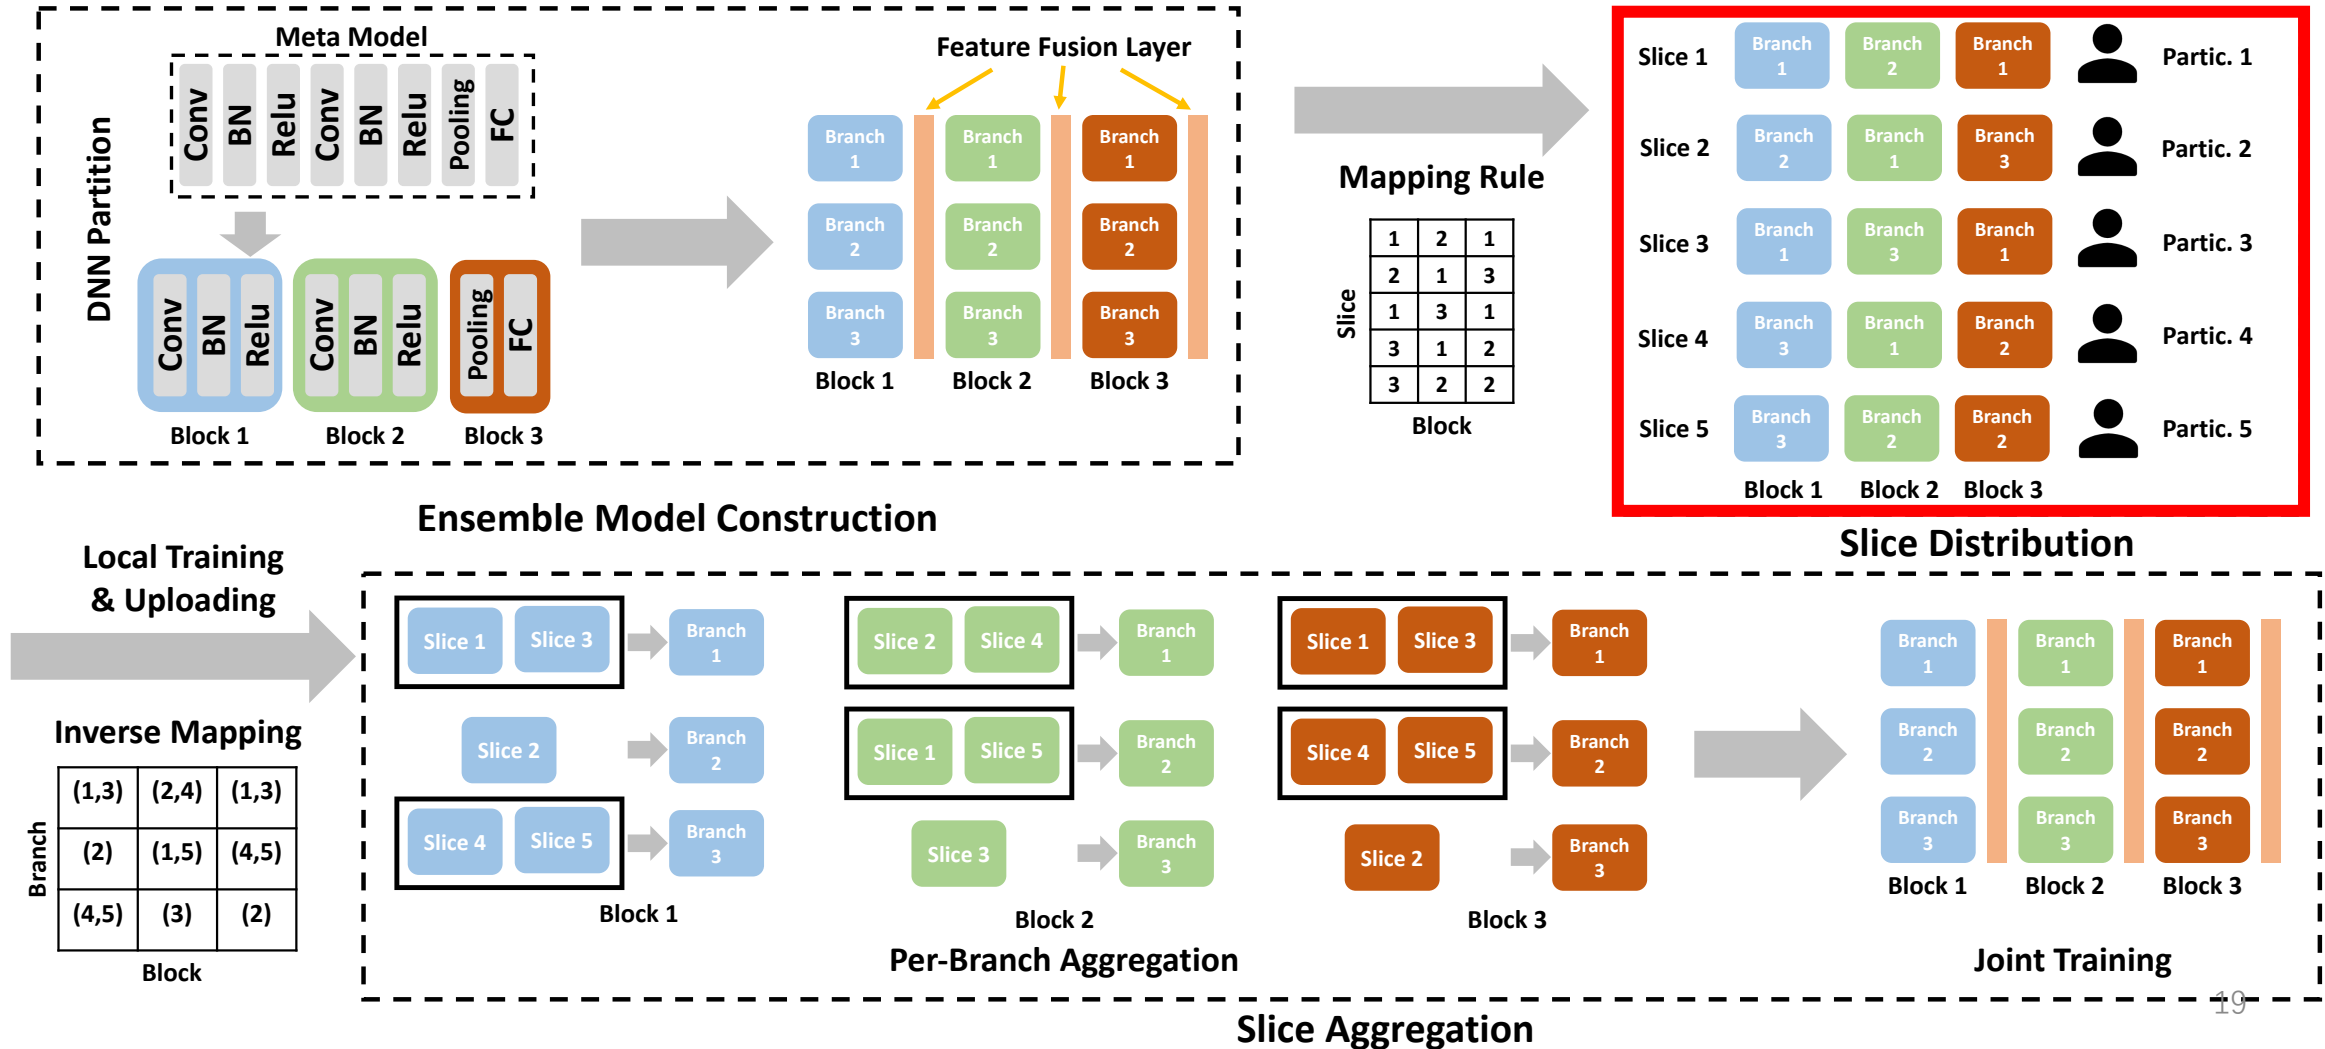 Meta Model
Conv
BN
Relu
Conv
BN
Relu
Pooling
FC
DNN Partition
Conv
BN
Relu
Conv
BN
Relu
Pooling
FC
Block 1
Block 2
Block 3
Feature Fusion Layer
Branch
1
Branch
1
Branch
1
Branch
2
Branch
2
Branch
2
Branch
3
Branch
3
Branch
3
Block 1
Block 2
Block 3
Ensemble Model Construction
Mapping Rule
Slice
1 2 1
2 1 3
1 3 1
3 1 2
3 2 2
Block
Slice 1
Branch
1
Branch
2
Branch
1
Partic. 1
Slice 2
Branch
2
Branch
1
Branch
3
Partic. 2
Slice 3
Branch
1
Branch
3
Branch
1
Partic. 3
Slice 4
Branch
3
Branch
1
Branch
2
Partic. 4
Slice 5
Branch
3
Branch
2
Branch
2
Partic. 5
Block 1
Block 2
Block 3
Slice Distribution
Local Training
& Uploading
Inverse Mapping
Branch
(1,3) (2,4) (1,3)
(2) (1,5) (4,5)
(4,5) (3) (2)
Block
Slice 1
Slice 3
Branch
1
Slice 2
Branch
2
Slice 4
Slice 5
Branch
3
Block 1
Slice 2
Slice 4
Branch
1
Slice 1
Slice 5
Branch
2
Slice 3
Branch
3
Block 2
Slice 1
Slice 3
Branch
1
Slice 4
Slice 5
Branch
2
Slice 2
Branch
3
Block 3
Per-Branch Aggregation
Branch
1
Branch
1
Branch
1
Branch
2
Branch
2
Branch
2
Branch
3
Branch
3
Branch
3
Block 1
Block 2
Block 3
Joint Training
19
Slice Aggregation